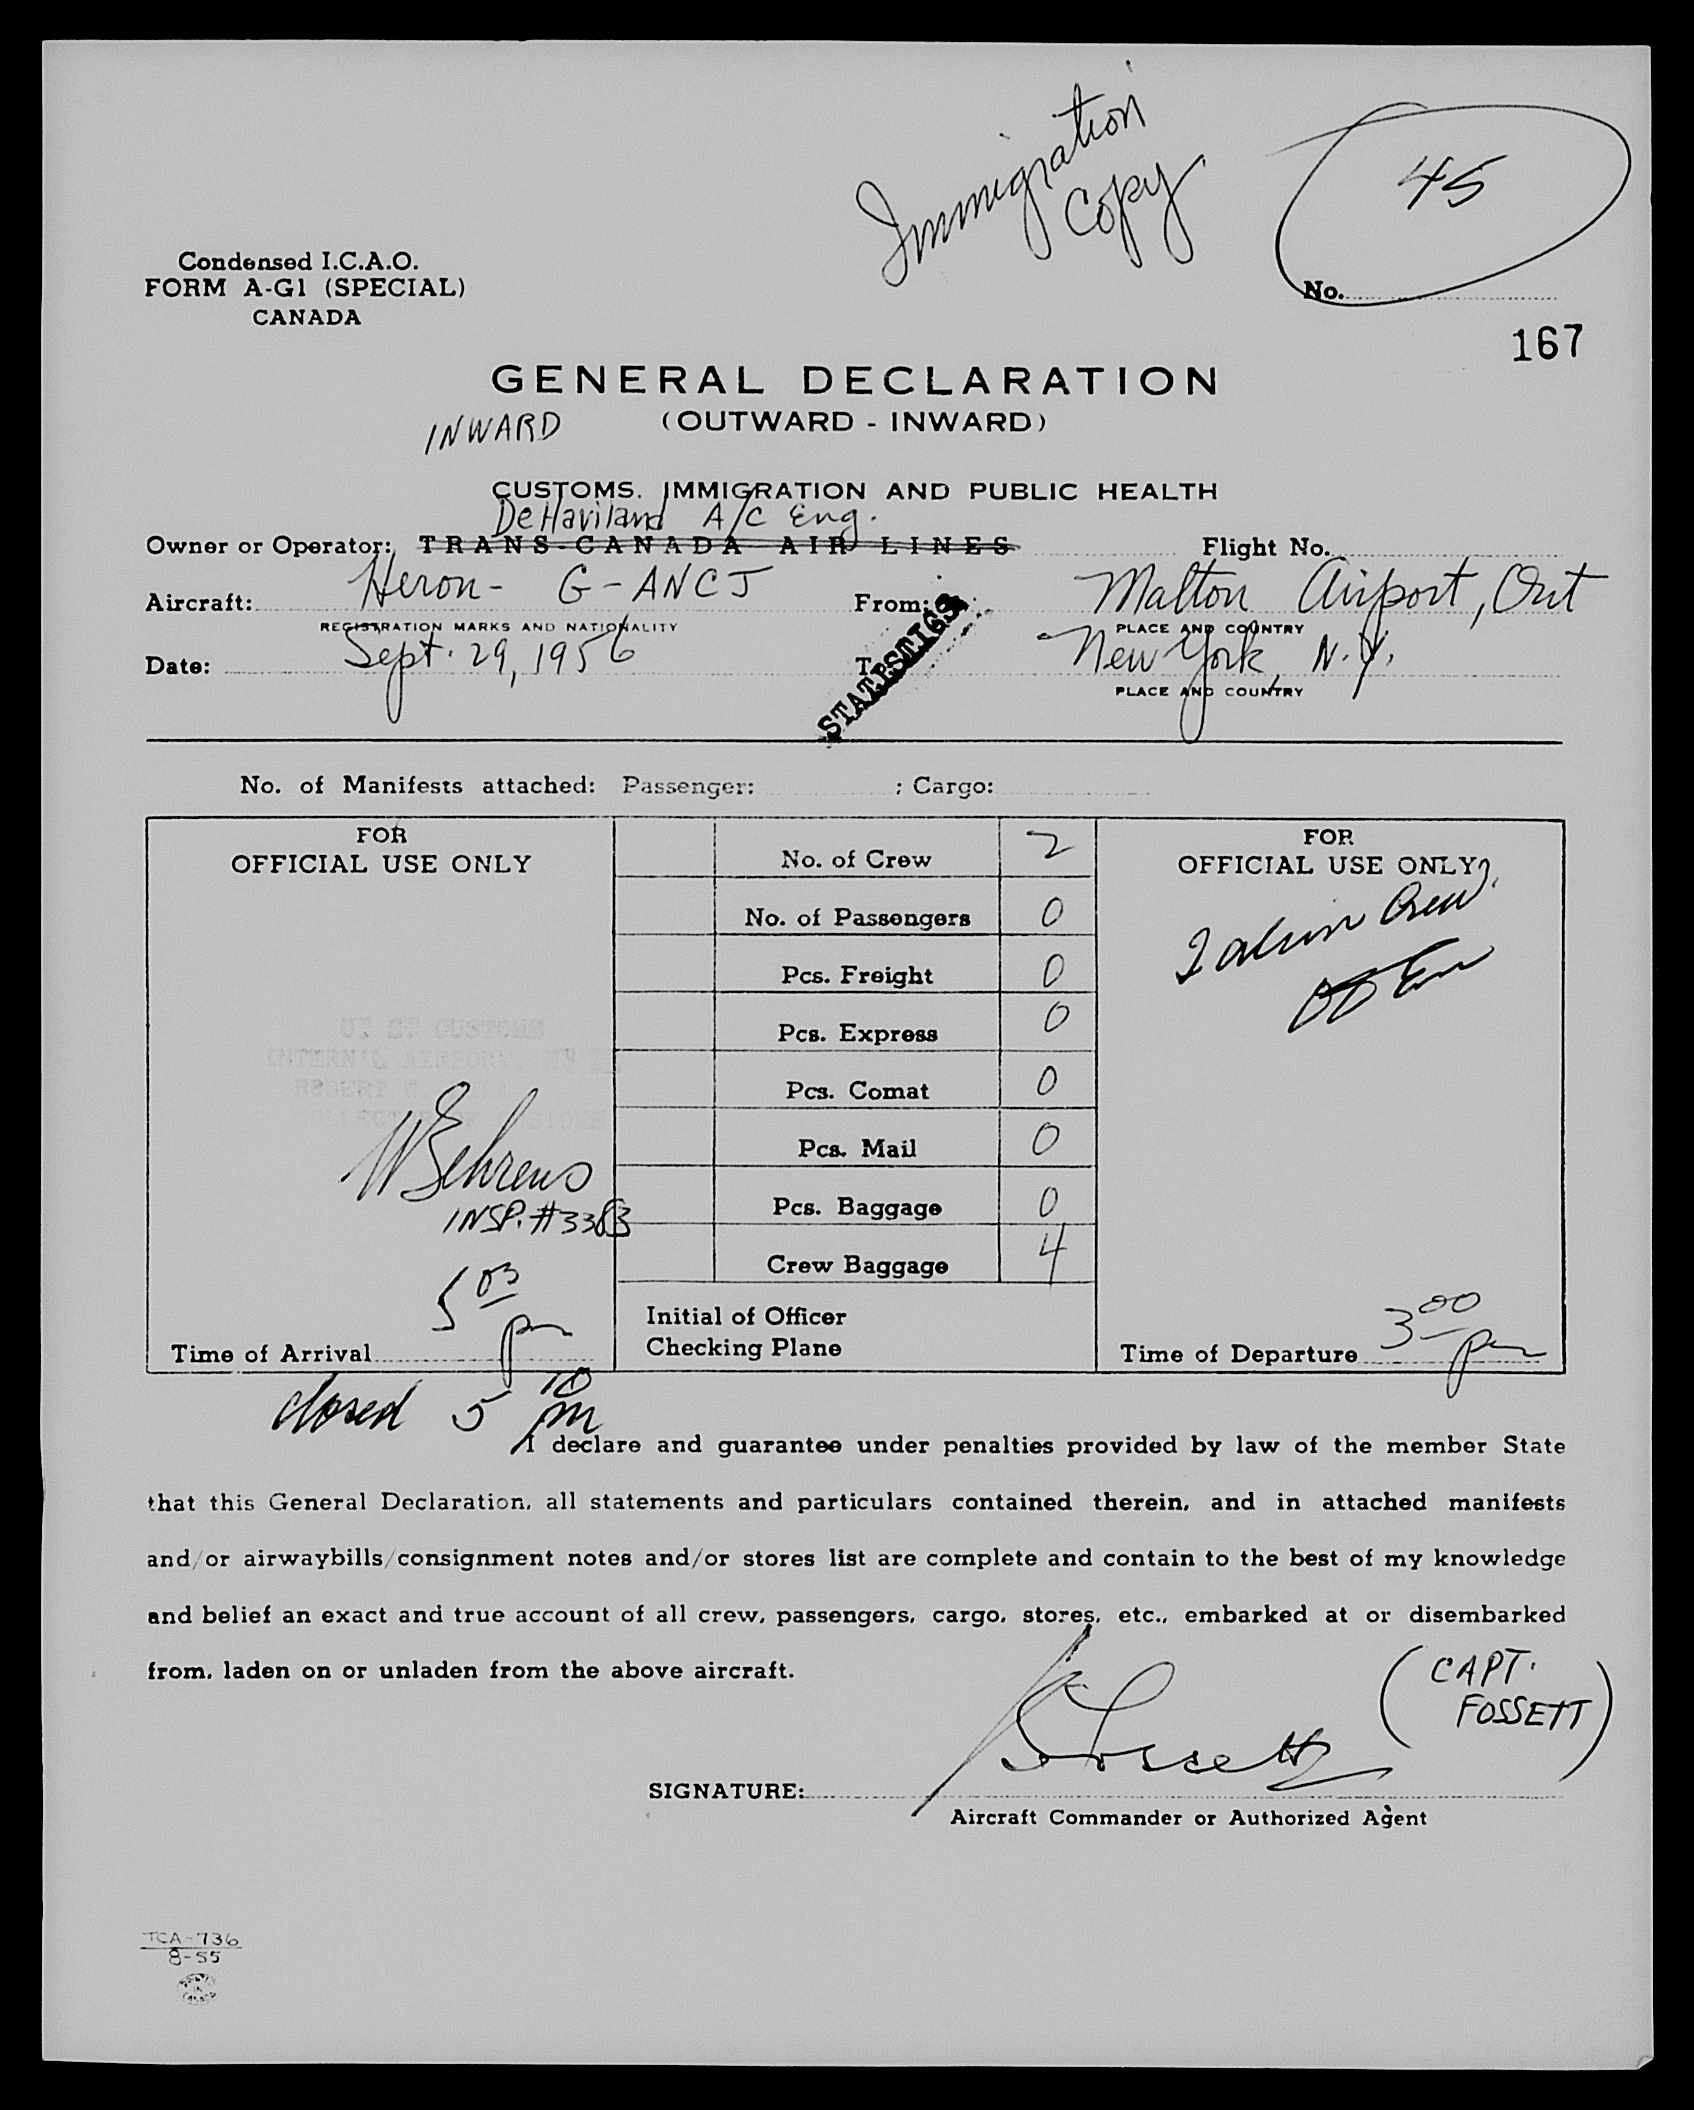 Immigration
Copy
45
Condensed I.C.A.O.
FORM A-G1 (SPECIAL)
CANADA
No.
167
GENERAL DECLARATION
INWARD (OUTWARD - INWARD)
CUSTOMS, IMMIGRATION AND PUBLIC HEALTH
DeHaviland A/C Eng.
Owner or Operator: TRANS-CANADA AIR LINES Flight No.
Aircraft: Heron - G-ANCJ From: Malton Airport, Ont
REGISTRATION MARKS AND NATIONALITY PLACE AND COUNTRY
Date: Sept. 29, 1956 To New York, N.Y.
PLACE AND COUNTRY
STATISTICS
No. of Manifests attached: Passenger: ; Cargo:
FOR
OFFICIAL USE ONLY
No. of Crew 2
No. of Passengers 0
Pcs. Freight 0
Pcs. Express 0
Pcs. Comat 0
Pcs. Mail 0
Pcs. Baggage 0
Crew Baggage 4
Initial of Officer
Checking Plane
CUSTOMS
AIRPORT
WBehrens
INSP. #3383
Time of Arrival 5 03 pm
FOR
OFFICIAL USE ONLY
2 alien Crew.
Time of Departure 3 00 pm
closed 5 10 pm
I declare and guarantee under penalties provided by law of the member State
that this General Declaration, all statements and particulars contained therein, and in attached manifests
and/or airwaybills/consignment notes and/or stores list are complete and contain to the best of my knowledge
and belief an exact and true account of all crew, passengers, cargo, stores, etc., embarked at or disembarked
from, laden on or unladen from the above aircraft.
(CAPT.
FOSSETT)
SIGNATURE: Fossett
Aircraft Commander or Authorized Agent
TCA-736
8-55